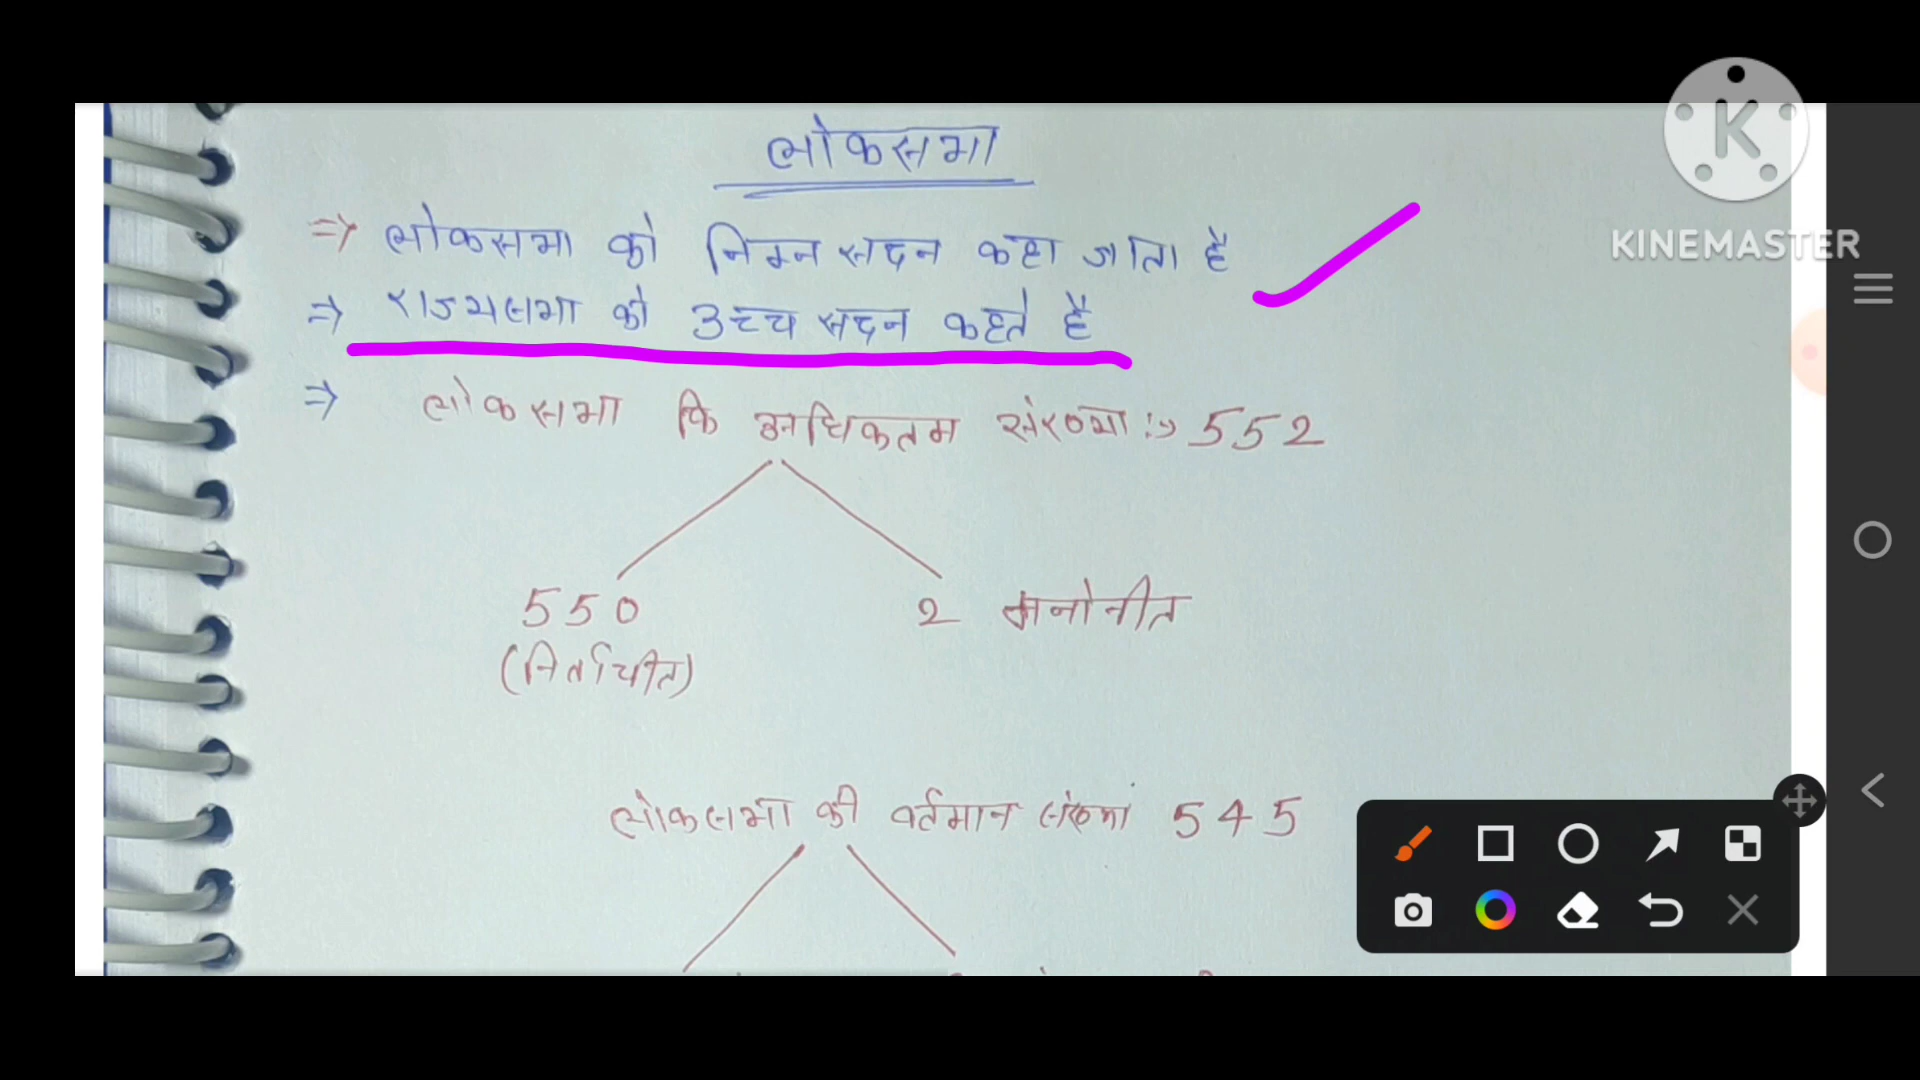 लोकसभा
K
KINEMASTER
⇒ लोकसभा को निम्न सदन कहा जाता है
⇒ राज्यसभा को उच्च सदन कहते है
⇒ लोकसभा कि अधिकतम संख्या :-> 552
550
2 मनोनीत
(निर्वाचीत)
लोकसभा की वर्तमान संख्यां 545